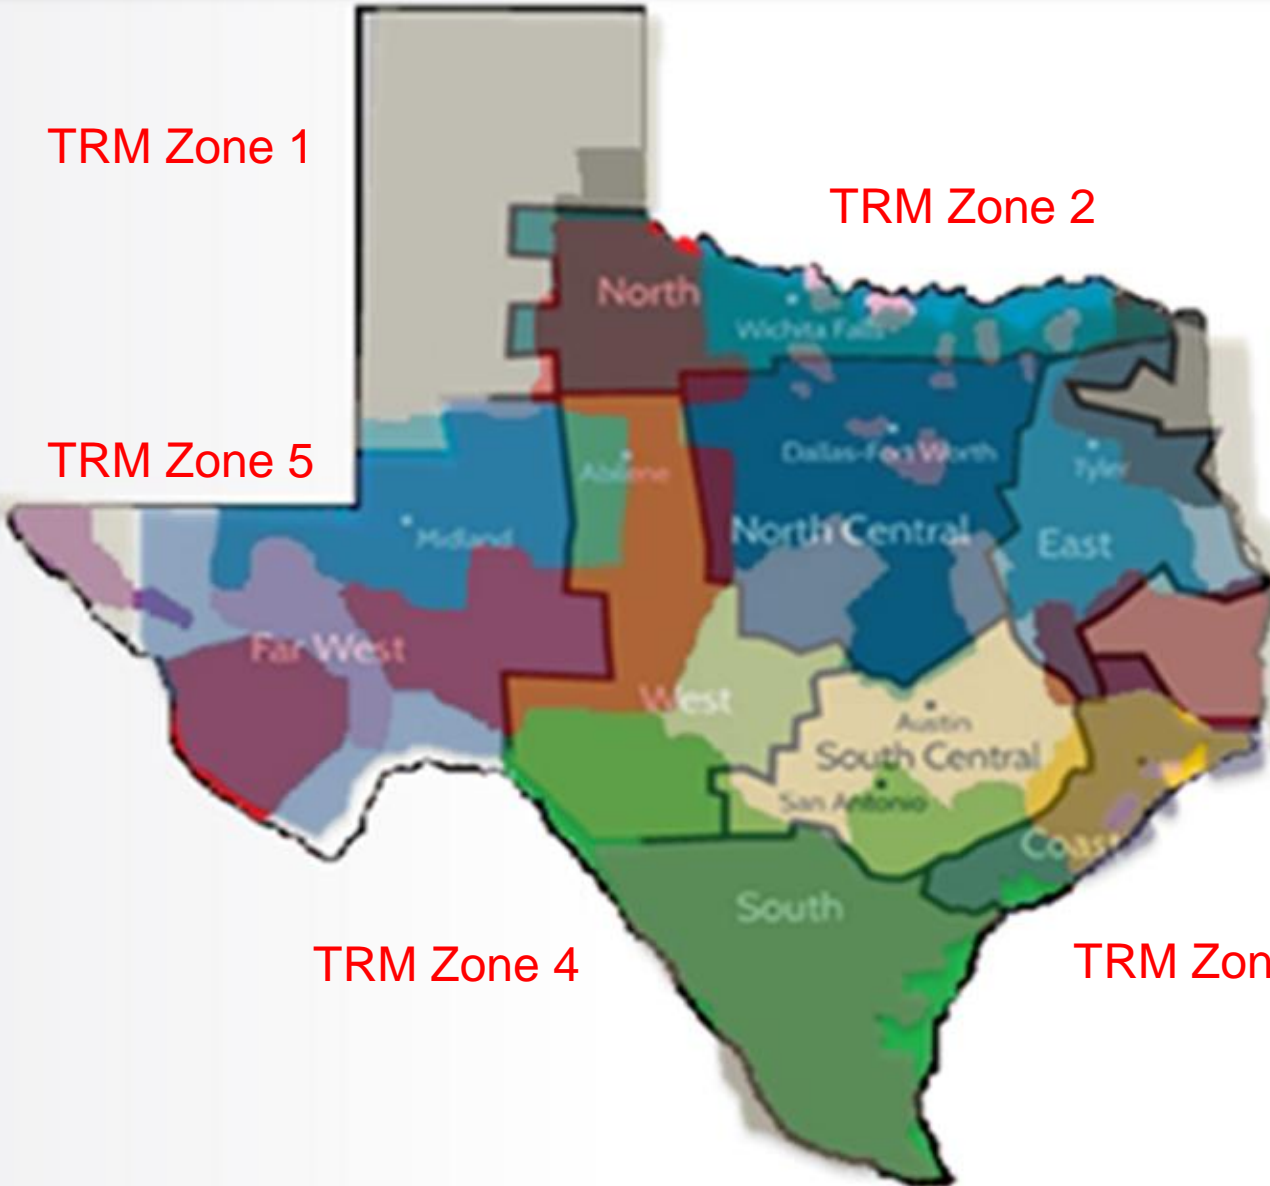 TRM Zone 1
TRM Zone 2
North
Wichita Falls
TRM Zone 5
Abilene
Dallas-Fort Worth
Tyler
Midland
North Central
East
Far West
West
Austin
South Central
San Antonio
Coast
South
TRM Zone 4
TRM Zon